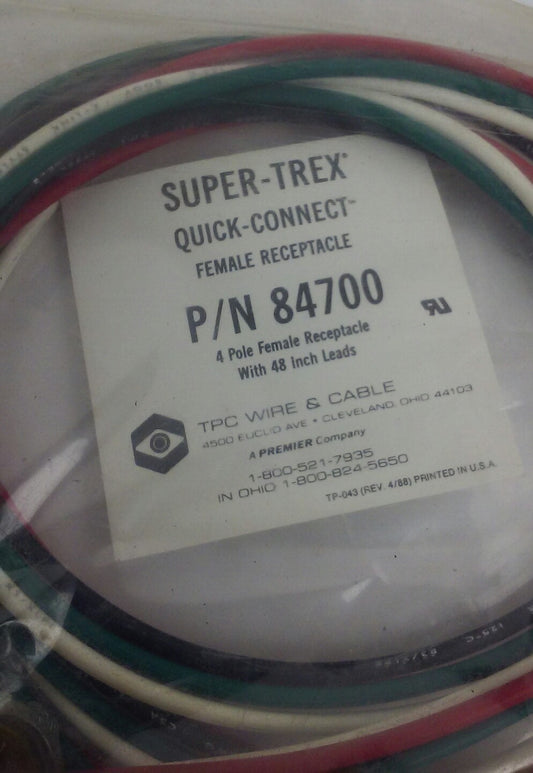 SUPER-TREX®
QUICK-CONNECT™
FEMALE RECEPTACLE
P/N 84700
4 Pole Female Receptacle
With 48 Inch Leads
TPC WIRE & CABLE
4500 EUCLID AVE • CLEVELAND, OHIO 44103
A PREMIER Company
1-800-521-7935
IN OHIO 1-800-824-5650
TP-043 (REV. 4/88) PRINTED IN U.S.A.
125°C